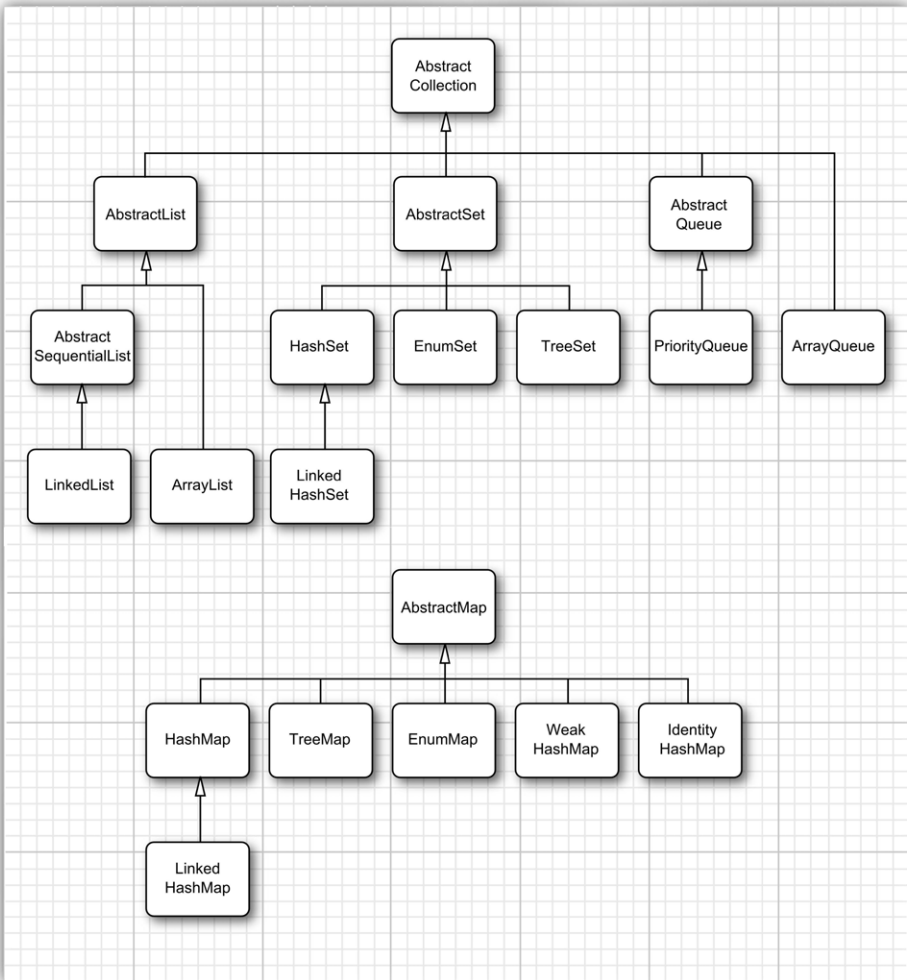 Abstract
Collection
AbstractList
AbstractSet
Abstract
Queue
Abstract
SequentialList
HashSet
EnumSet
TreeSet
PriorityQueue
ArrayQueue
LinkedList
ArrayList
Linked
HashSet
AbstractMap
HashMap
TreeMap
EnumMap
Weak
HashMap
Identity
HashMap
Linked
HashMap